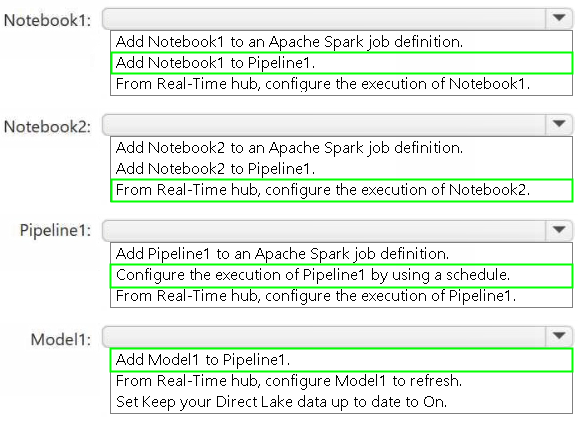 Notebook1:
Add Notebook1 to an Apache Spark job definition.
Add Notebook1 to Pipeline1.
From Real-Time hub, configure the execution of Notebook1.
Notebook2:
Add Notebook2 to an Apache Spark job definition.
Add Notebook2 to Pipeline1.
From Real-Time hub, configure the execution of Notebook2.
Pipeline1:
Add Pipeline1 to an Apache Spark job definition.
Configure the execution of Pipeline1 by using a schedule.
From Real-Time hub, configure the execution of Pipeline1.
Model1:
Add Model1 to Pipeline1.
From Real-Time hub, configure Model1 to refresh.
Set Keep your Direct Lake data up to date to On.